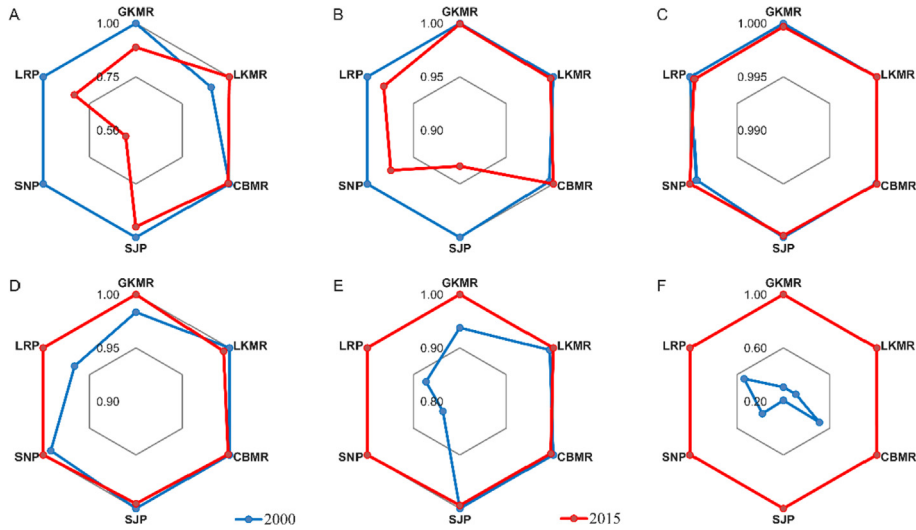 A
GKMR
1.00
LRP
LKMR
0.75
0.50
SNP
CBMR
SJP
B
GKMR
1.00
LRP
LKMR
0.95
0.90
SNP
CBMR
SJP
C
GKMR
1.000
LRP
LKMR
0.995
0.990
SNP
CBMR
SJP
D
GKMR
1.00
LRP
LKMR
0.95
0.90
SNP
CBMR
SJP
E
GKMR
1.00
LRP
LKMR
0.90
0.80
SNP
CBMR
SJP
F
GKMR
1.00
LRP
LKMR
0.60
0.20
SNP
CBMR
SJP
2000
2015